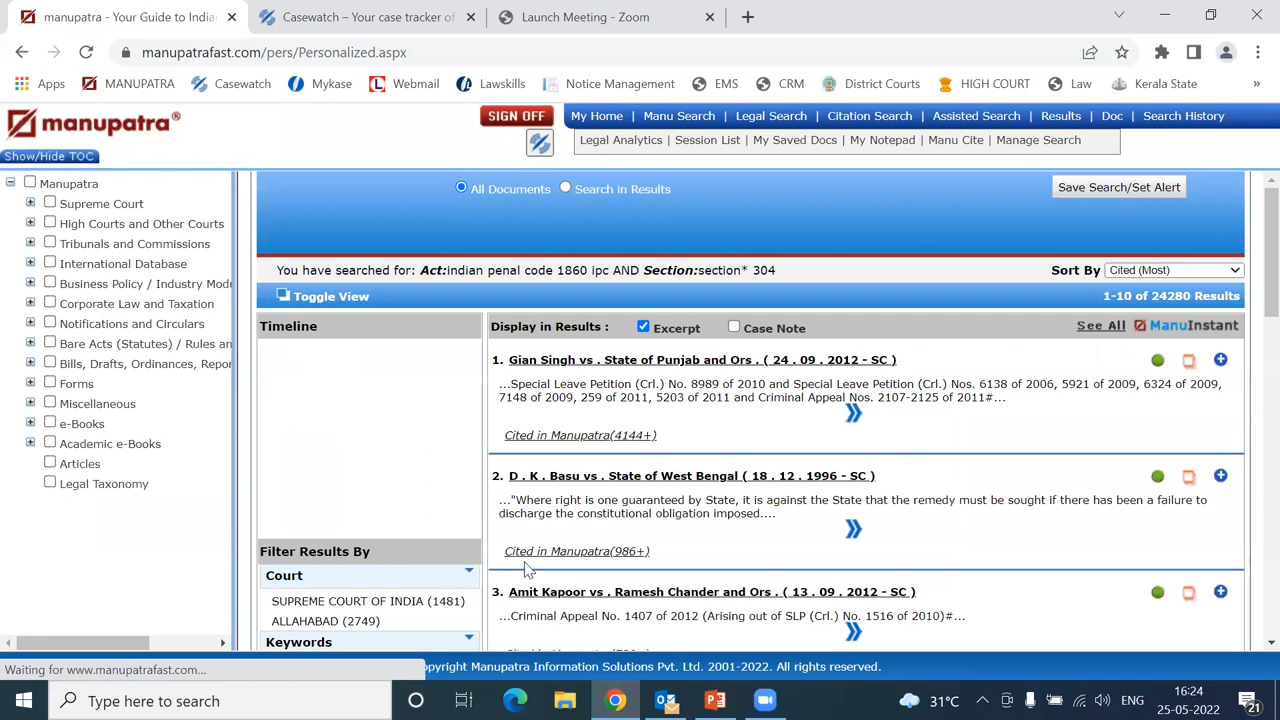 manupatra - Your Guide to India
Casewatch – Your case tracker of
Launch Meeting - Zoom
manupatrafast.com/pers/Personalized.aspx
Apps MANUPATRA Casewatch Mykase Webmail Lawskills Notice Management EMS CRM District Courts HIGH COURT Law Kerala State »
manupatra®
SIGN OFF
My Home | Manu Search | Legal Search | Citation Search | Assisted Search | Results | Doc | Search History
Legal Analytics | Session List | My Saved Docs | My Notepad | Manu Cite | Manage Search
Show/Hide TOC
Manupatra
Supreme Court
High Courts and Other Courts
Tribunals and Commissions
International Database
Business Policy / Industry Modu
Corporate Law and Taxation
Notifications and Circulars
Bare Acts (Statutes) / Rules an
Bills, Drafts, Ordinances, Repor
Forms
Miscellaneous
e-Books
Academic e-Books
Articles
Legal Taxonomy
All Documents Search in Results
Save Search/Set Alert
You have searched for: Act:indian penal code 1860 ipc AND Section:section* 304
Sort By Cited (Most)
Toggle View
1-10 of 24280 Results
Timeline
Filter Results By
Court
SUPREME COURT OF INDIA (1481)
ALLAHABAD (2749)
Keywords
Display in Results : Excerpt Case Note See All ManuInstant
1. Gian Singh vs . State of Punjab and Ors . ( 24 . 09 . 2012 - SC )
...Special Leave Petition (Crl.) No. 8989 of 2010 and Special Leave Petition (Crl.) Nos. 6138 of 2006, 5921 of 2009, 6324 of 2009,
7148 of 2009, 259 of 2011, 5203 of 2011 and Criminal Appeal Nos. 2107-2125 of 2011#...
Cited in Manupatra(4144+)
2. D . K . Basu vs . State of West Bengal ( 18 . 12 . 1996 - SC )
..."Where right is one guaranteed by State, it is against the State that the remedy must be sought if there has been a failure to
discharge the constitutional obligation imposed....
Cited in Manupatra(986+)
3. Amit Kapoor vs . Ramesh Chander and Ors . ( 13 . 09 . 2012 - SC )
...Criminal Appeal No. 1407 of 2012 (Arising out of SLP (Crl.) No. 1516 of 2010)#...
Waiting for www.manupatrafast.com...
opyright Manupatra Information Solutions Pvt. Ltd. 2001-2022. All rights reserved.
Type here to search
31°C
ENG
16:24
25-05-2022
21